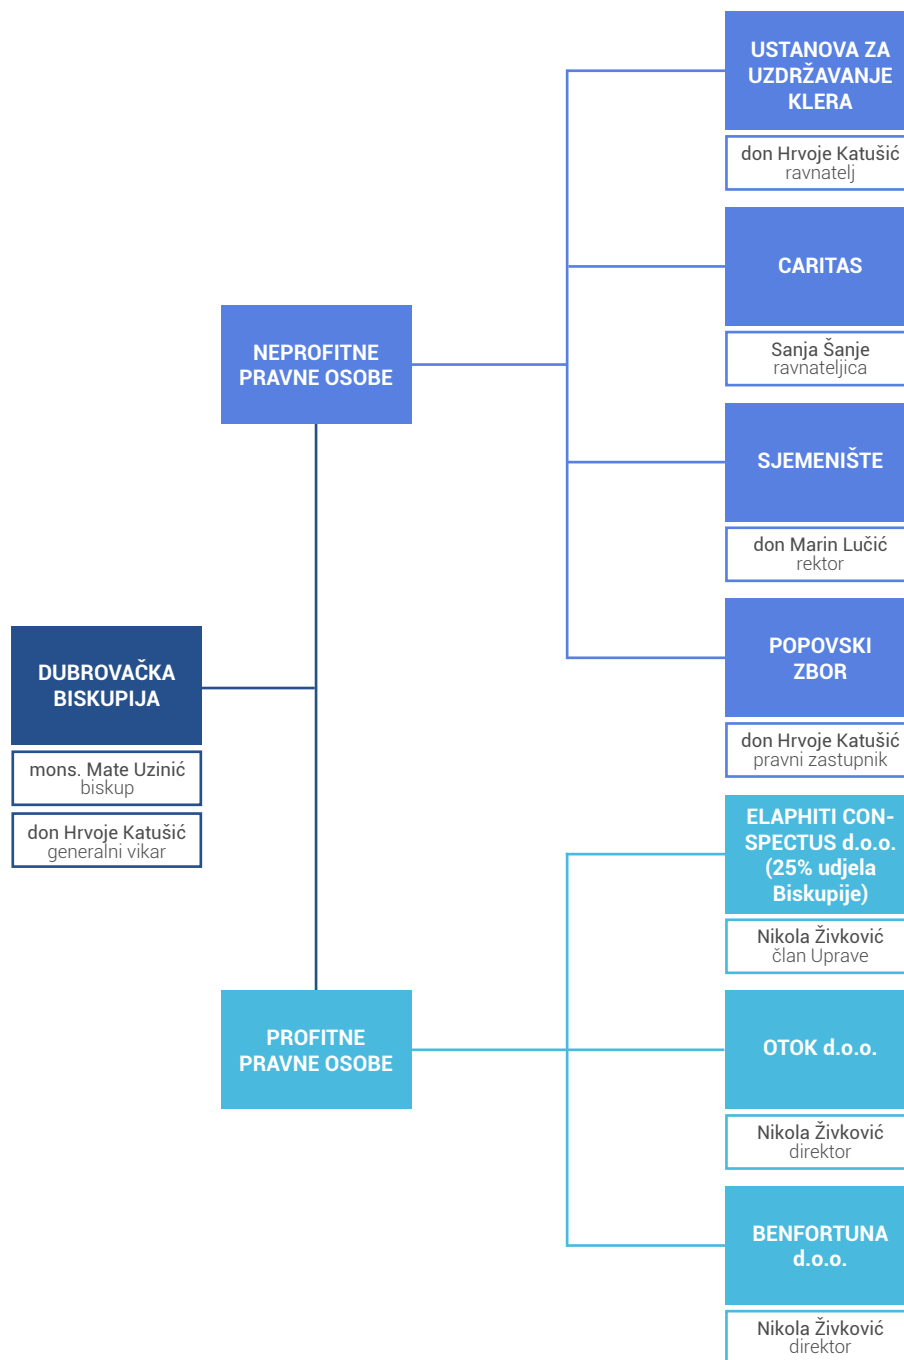 USTANOVA ZA
UZDRŽAVANJE
KLERA
don Hrvoje Katušić
ravnatelj
CARITAS
Sanja Šanje
ravnateljica
NEPROFITNE
PRAVNE OSOBE
SJEMENIŠTE
don Marin Lučić
rektor
POPOVSKI
ZBOR
don Hrvoje Katušić
pravni zastupnik
DUBROVAČKA
BISKUPIJA
mons. Mate Uzinić
biskup
don Hrvoje Katušić
generalni vikar
ELAPHITI CON-
SPECTUS d.o.o.
(25% udjela
Biskupije)
Nikola Živković
član Uprave
PROFITNE
PRAVNE OSOBE
OTOK d.o.o.
Nikola Živković
direktor
BENFORTUNA
d.o.o.
Nikola Živković
direktor